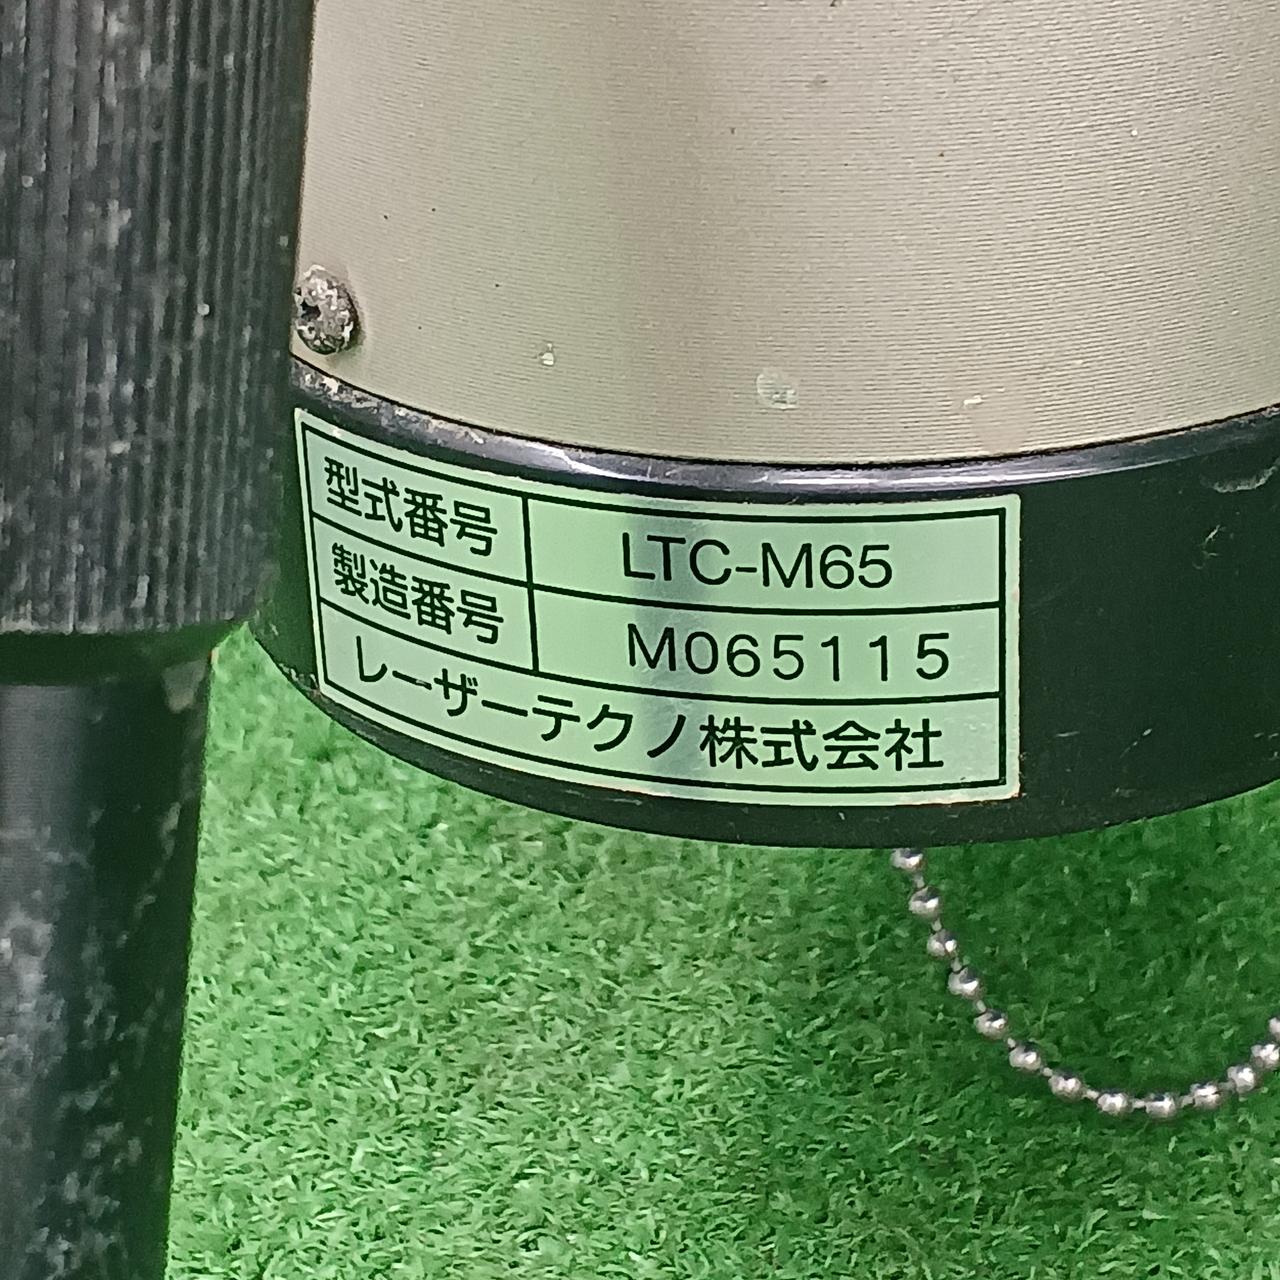 型式番号 LTC-M65
製造番号 M065115
レーザーテクノ株式会社